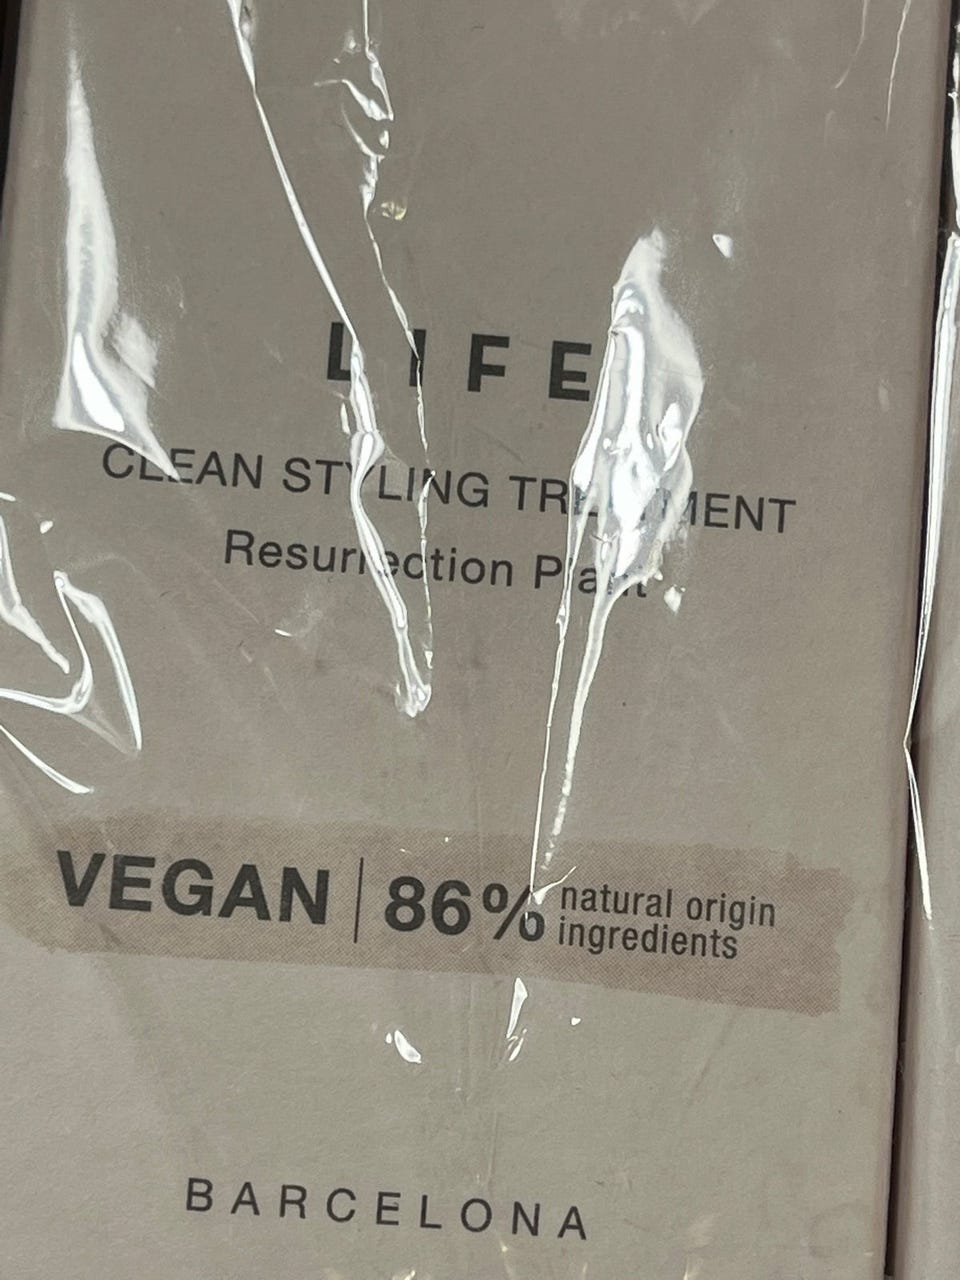 LIFE
CLEAN STYLING TREATMENT
Resurrection Plant
VEGAN | 86% natural origin
ingredients
BARCELONA